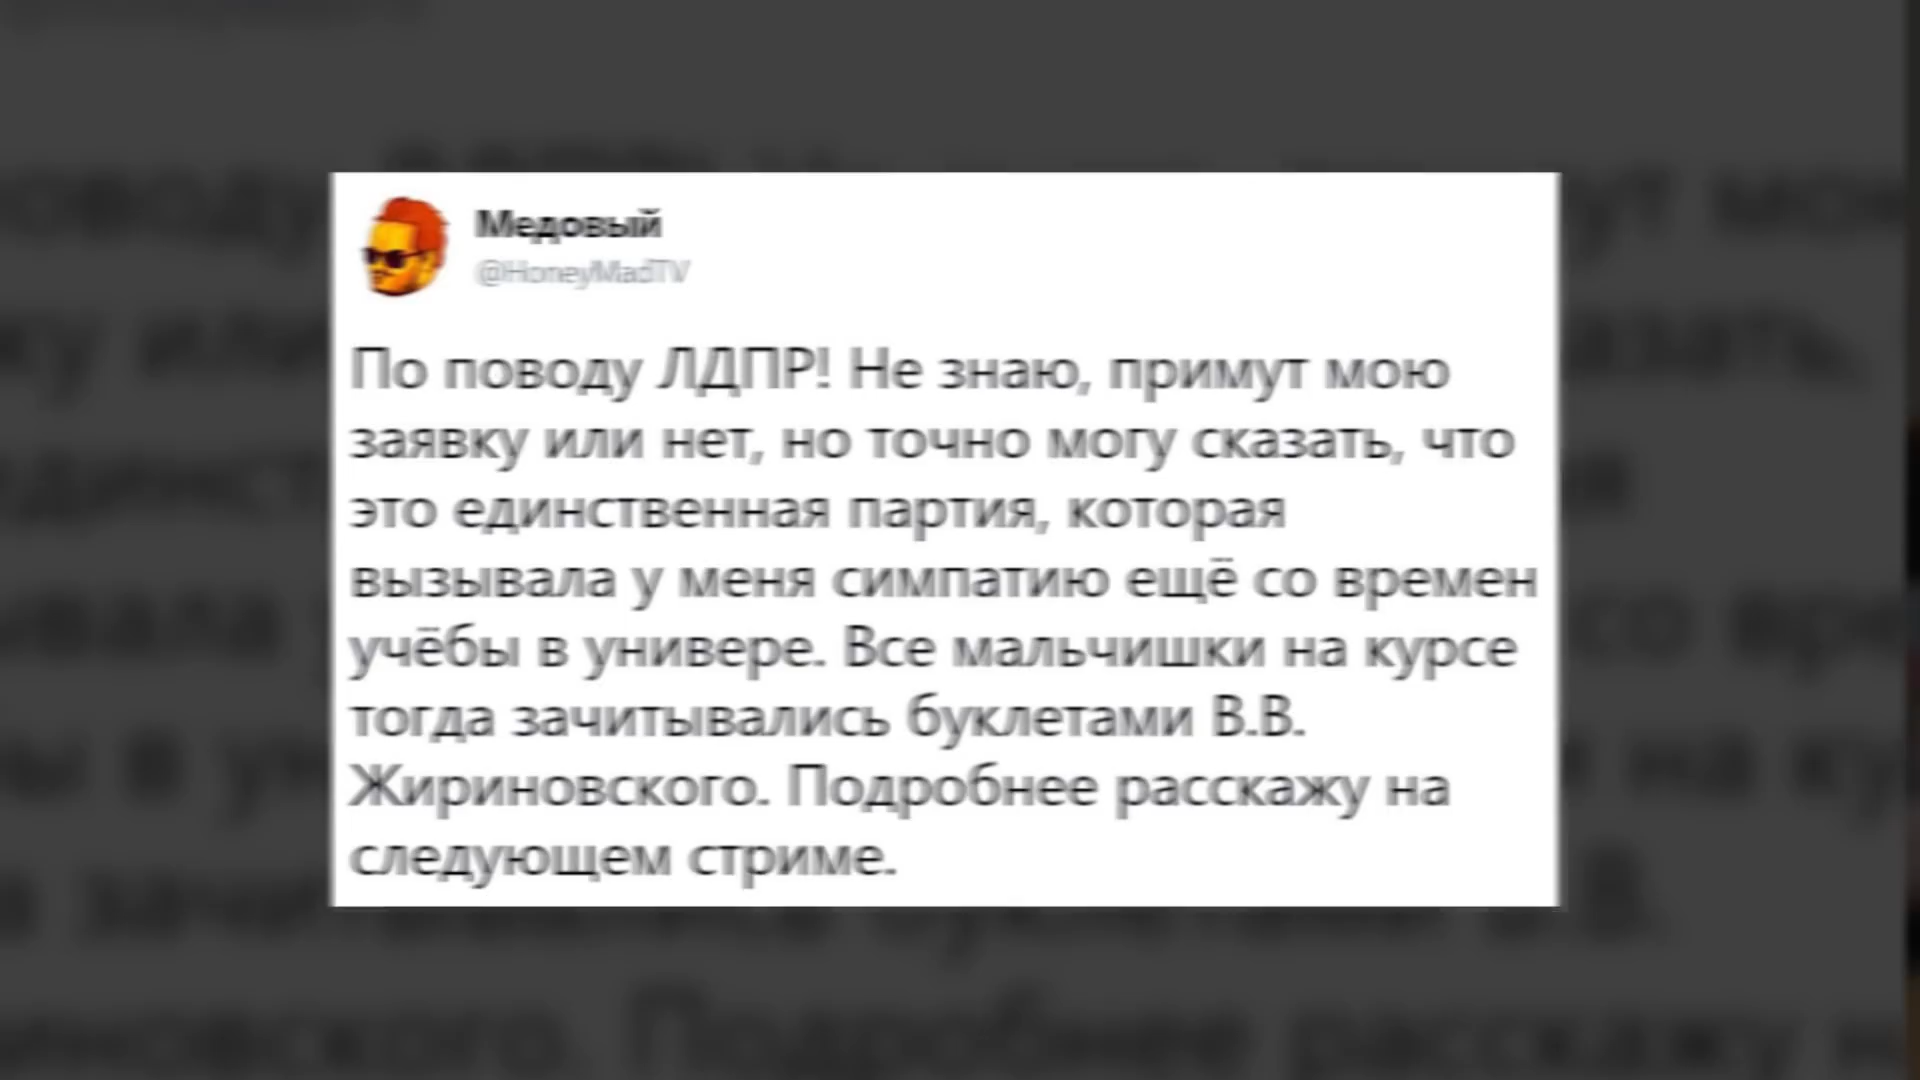 Медовый
@HoneyMadTV
По поводу ЛДПР! Не знаю, примут мою
заявку или нет, но точно могу сказать, что
это единственная партия, которая
вызывала у меня симпатию ещё со времен
учёбы в универе. Все мальчишки на курсе
тогда зачитывались буклетами В.В.
Жириновского. Подробнее расскажу на
следующем стриме.